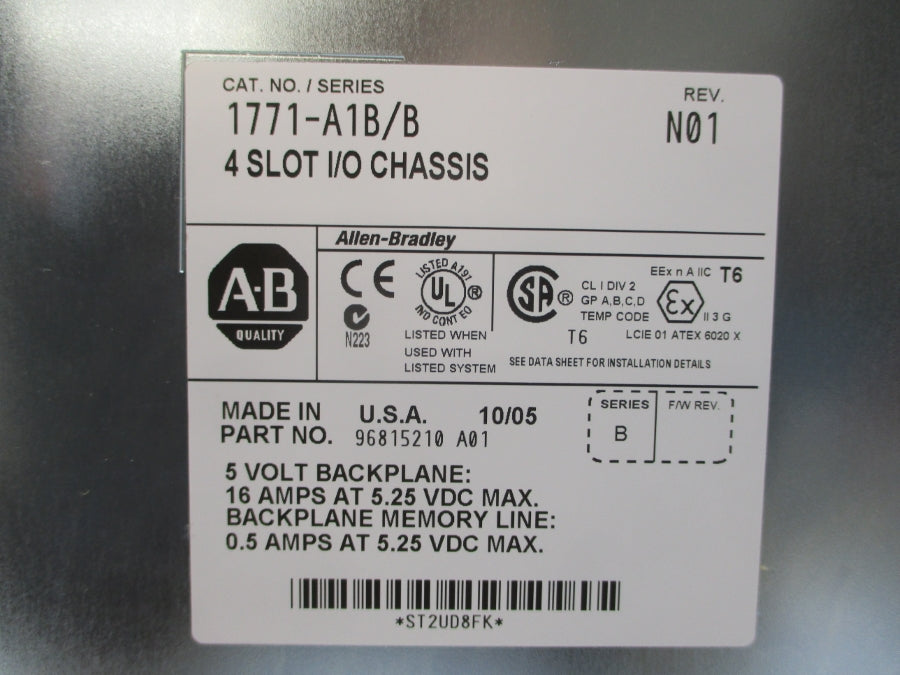 CAT. NO. / SERIES
1771-A1B/B
4 SLOT I/O CHASSIS
REV.
N01
Allen-Bradley
A-B
QUALITY
CE
N223
LISTED A191
UL ®
IND CONT EQ
LISTED WHEN
USED WITH
LISTED SYSTEM
SA ®
CL I DIV 2
GP A,B,C,D
TEMP CODE
T6
EEx n A IIC T6
Ex
II 3 G
LCIE 01 ATEX 6020 X
SEE DATA SHEET FOR INSTALLATION DETAILS
MADE IN U.S.A. 10/05
PART NO. 96815210 A01
SERIES
B
F/W REV.
5 VOLT BACKPLANE:
16 AMPS AT 5.25 VDC MAX.
BACKPLANE MEMORY LINE:
0.5 AMPS AT 5.25 VDC MAX.
*ST2UD8FK*